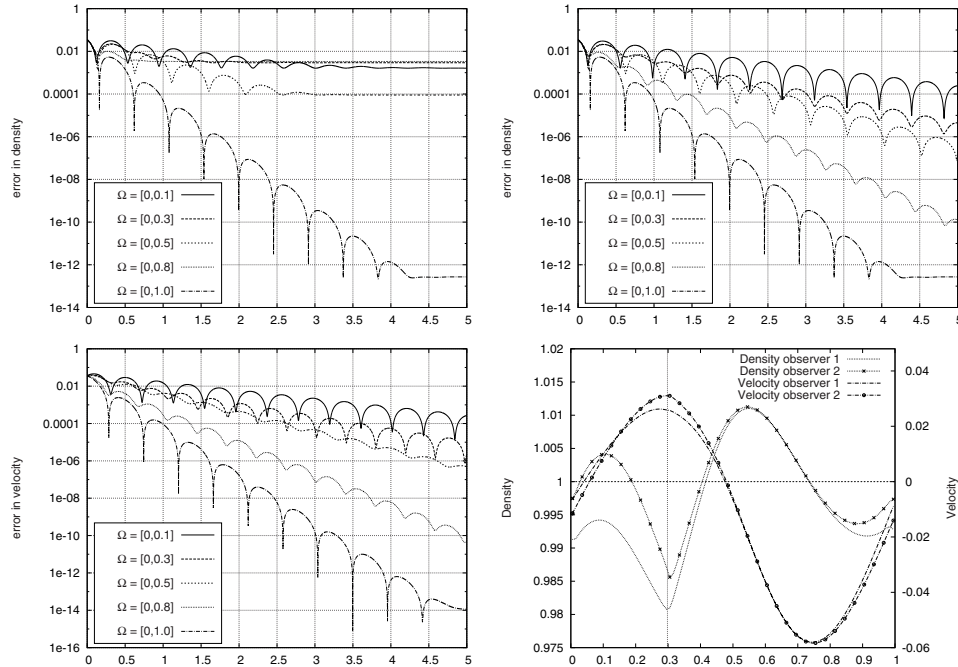 1
0.01
0.0001
1e-06
1e-08
1e-10
1e-12
1e-14
error in density
Ω = [0,0.1]
Ω = [0,0.3]
Ω = [0,0.5]
Ω = [0,0.8]
Ω = [0,1.0]
0 0.5 1 1.5 2 2.5 3 3.5 4 4.5 5
1
0.01
0.0001
1e-06
1e-08
1e-10
1e-12
1e-14
error in density
Ω = [0,0.1]
Ω = [0,0.3]
Ω = [0,0.5]
Ω = [0,0.8]
Ω = [0,1.0]
0 0.5 1 1.5 2 2.5 3 3.5 4 4.5 5
1
0.01
0.0001
1e-06
1e-08
1e-10
1e-12
1e-14
1e-16
error in velocity
Ω = [0,0.1]
Ω = [0,0.3]
Ω = [0,0.5]
Ω = [0,0.8]
Ω = [0,1.0]
0 0.5 1 1.5 2 2.5 3 3.5 4 4.5 5
1.02
1.015
1.01
1.005
1
0.995
0.99
0.985
0.98
0.975
Density
Density observer 1
Density observer 2
Velocity observer 1
Velocity observer 2
0.04
0.02
0
-0.02
-0.04
-0.06
Velocity
0 0.1 0.2 0.3 0.4 0.5 0.6 0.7 0.8 0.9 1